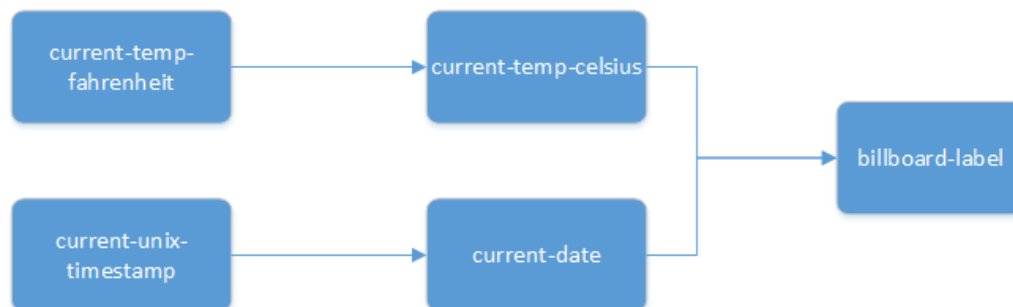 current-temp-
fahrenheit
current-temp-celsius
billboard-label
current-unix-
timestamp
current-date